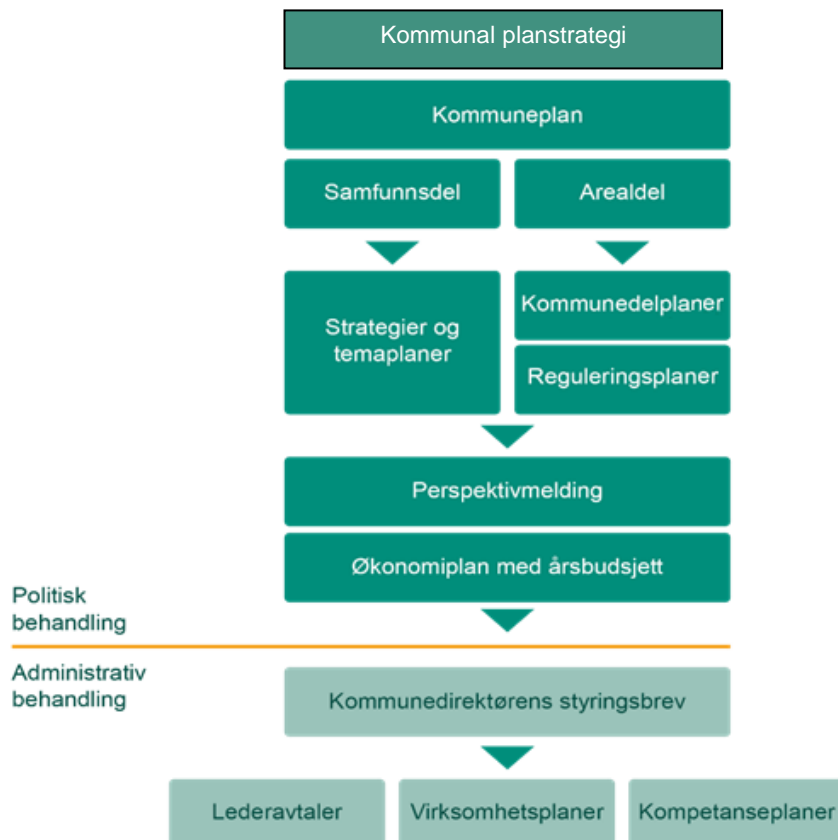 Kommunal planstrategi
Kommuneplan
Samfunnsdel
Arealdel
Strategier og
temaplaner
Kommunedelplaner
Reguleringsplaner
Perspektivmelding
Økonomiplan med årsbudsjett
Politisk
behandling
Administrativ
behandling
Kommunedirektørens styringsbrev
Lederavtaler
Virksomhetsplaner
Kompetanseplaner